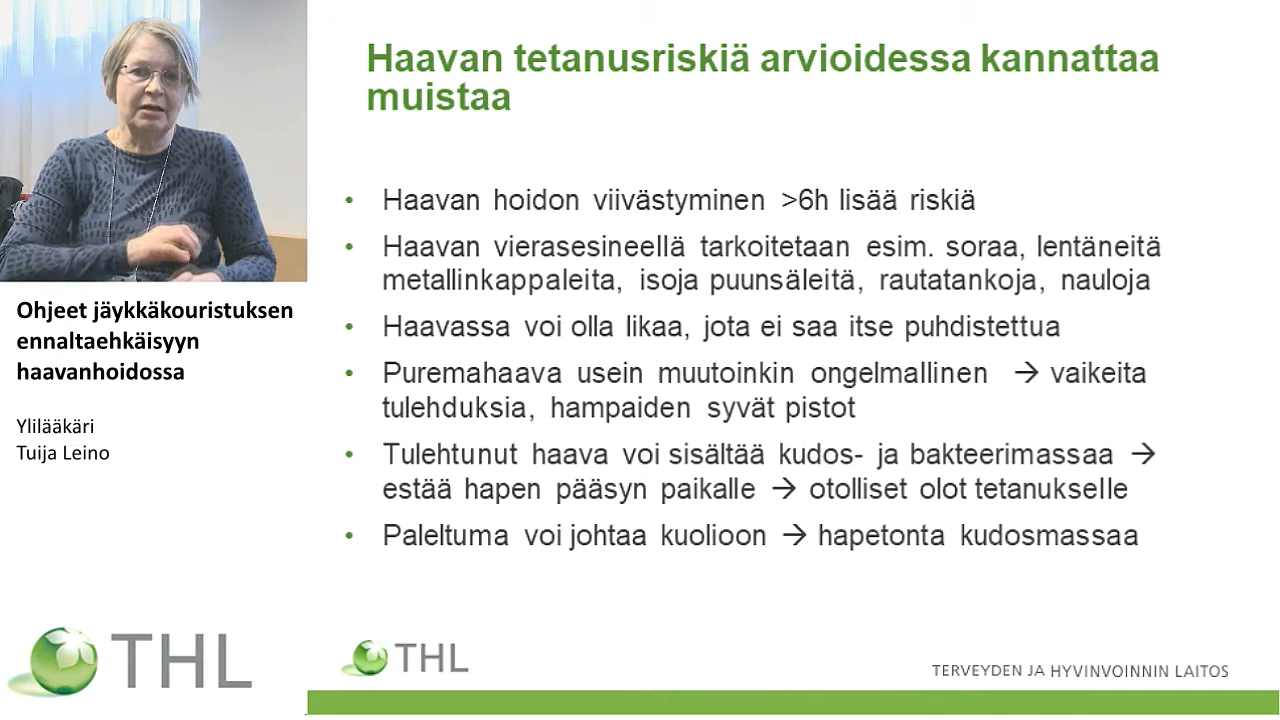 Haavan tetanusriskiä arvioidessa kannattaa
muistaa
• Haavan hoidon viivästyminen >6h lisää riskiä
• Haavan vierasesineellä tarkoitetaan esim. soraa, lentäneitä
metallinkappaleita, isoja puunsäleitä, rautatankoja, nauloja
• Haavassa voi olla likaa, jota ei saa itse puhdistettua
• Puremahaava usein muutoinkin ongelmallinen → vaikeita
tulehduksia, hampaiden syvät pistot
• Tulehtunut haava voi sisältää kudos- ja bakteerimassaa →
estää hapen pääsyn paikalle → otolliset olot tetanukselle
• Paleltuma voi johtaa kuolioon → hapetonta kudosmassaa
Ohjeet jäykkäkouristuksen
ennaltaehkäisyyn
haavanhoidossa
Ylilääkäri
Tuija Leino
THL
THL
TERVEYDEN JA HYVINVOINNIN LAITOS